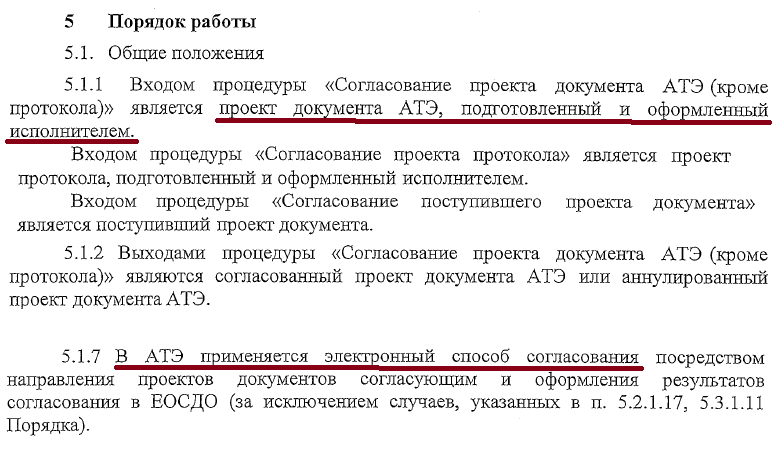 5 Порядок работы
5.1. Общие положения
5.1.1 Входом процедуры «Согласование проекта документа АТЭ (кроме
протокола)» является проект документа АТЭ, подготовленный и оформленный
исполнителем.
Входом процедуры «Согласование проекта протокола» является проект
протокола, подготовленный и оформленный исполнителем.
Входом процедуры «Согласование поступившего проекта документа»
является поступивший проект документа.
5.1.2 Выходами процедуры «Согласование проекта документа АТЭ (кроме
протокола)» являются согласованный проект документа АТЭ или аннулированный
проект документа АТЭ.
5.1.7 В АТЭ применяется электронный способ согласования посредством
направления проектов документов согласующим и оформления результатов
согласования в ЕОСДО (за исключением случаев, указанных в п. 5.2.1.17, 5.3.1.11
Порядка).